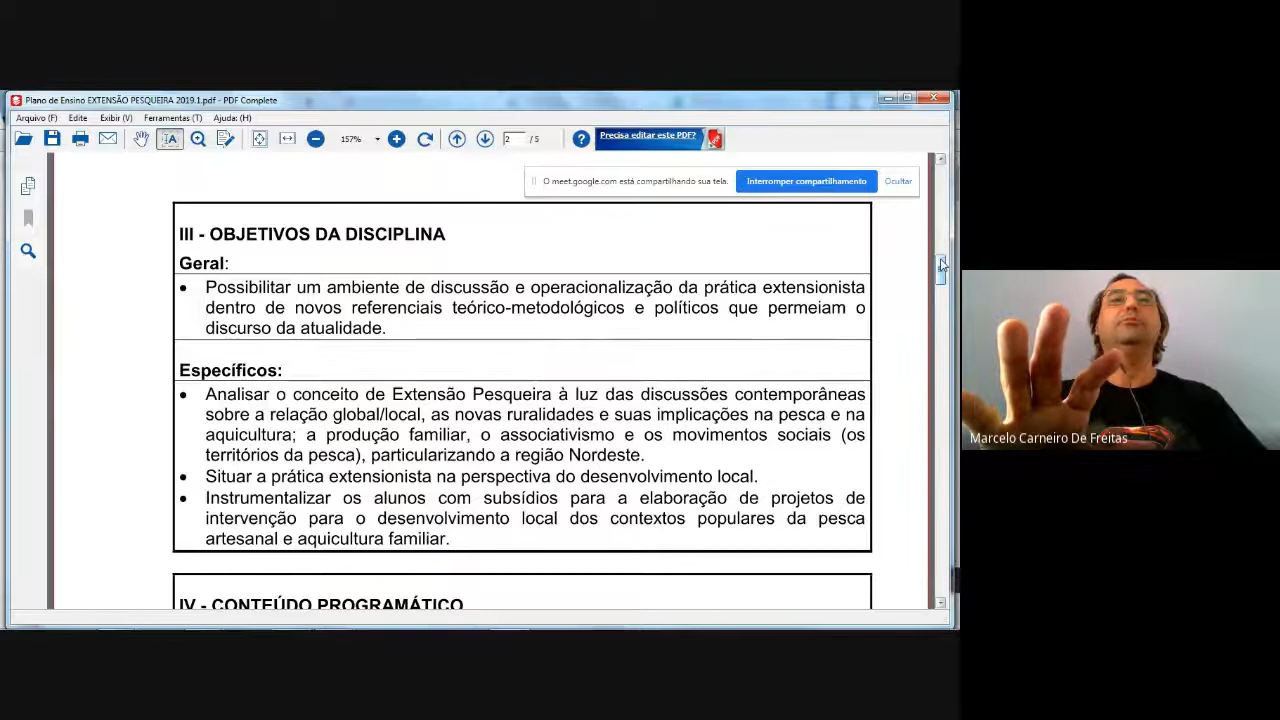 Plano de Ensino EXTENSÃO PESQUEIRA 2019.1.pdf - PDF Complete
Arquivo (F) Edite Exibir (V) Ferramentas (T) Ajuda: (H)
157% 2 / 5 Precisa editar este PDF?
O meet.google.com está compartilhando sua tela. Interromper compartilhamento Ocultar
III - OBJETIVOS DA DISCIPLINA
Geral:
• Possibilitar um ambiente de discussão e operacionalização da prática extensionista
dentro de novos referenciais teórico-metodológicos e políticos que permeiam o
discurso da atualidade.
Específicos:
• Analisar o conceito de Extensão Pesqueira à luz das discussões contemporâneas
sobre a relação global/local, as novas ruralidades e suas implicações na pesca e na
aquicultura; a produção familiar, o associativismo e os movimentos sociais (os
territórios da pesca), particularizando a região Nordeste.
• Situar a prática extensionista na perspectiva do desenvolvimento local.
• Instrumentalizar os alunos com subsídios para a elaboração de projetos de
intervenção para o desenvolvimento local dos contextos populares da pesca
artesanal e aquicultura familiar.
IV - CONTEÚDO PROGRAMÁTICO
Marcelo Carneiro De Freitas